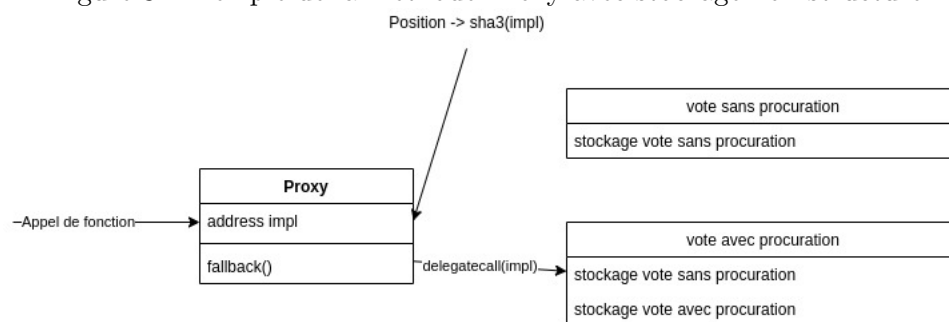 Position -> sha3(impl)
vote sans procuration
stockage vote sans procuration
Proxy
–Appel de fonction
address impl
fallback()
delegatecall(impl)
vote avec procuration
stockage vote sans procuration
stockage vote avec procuration